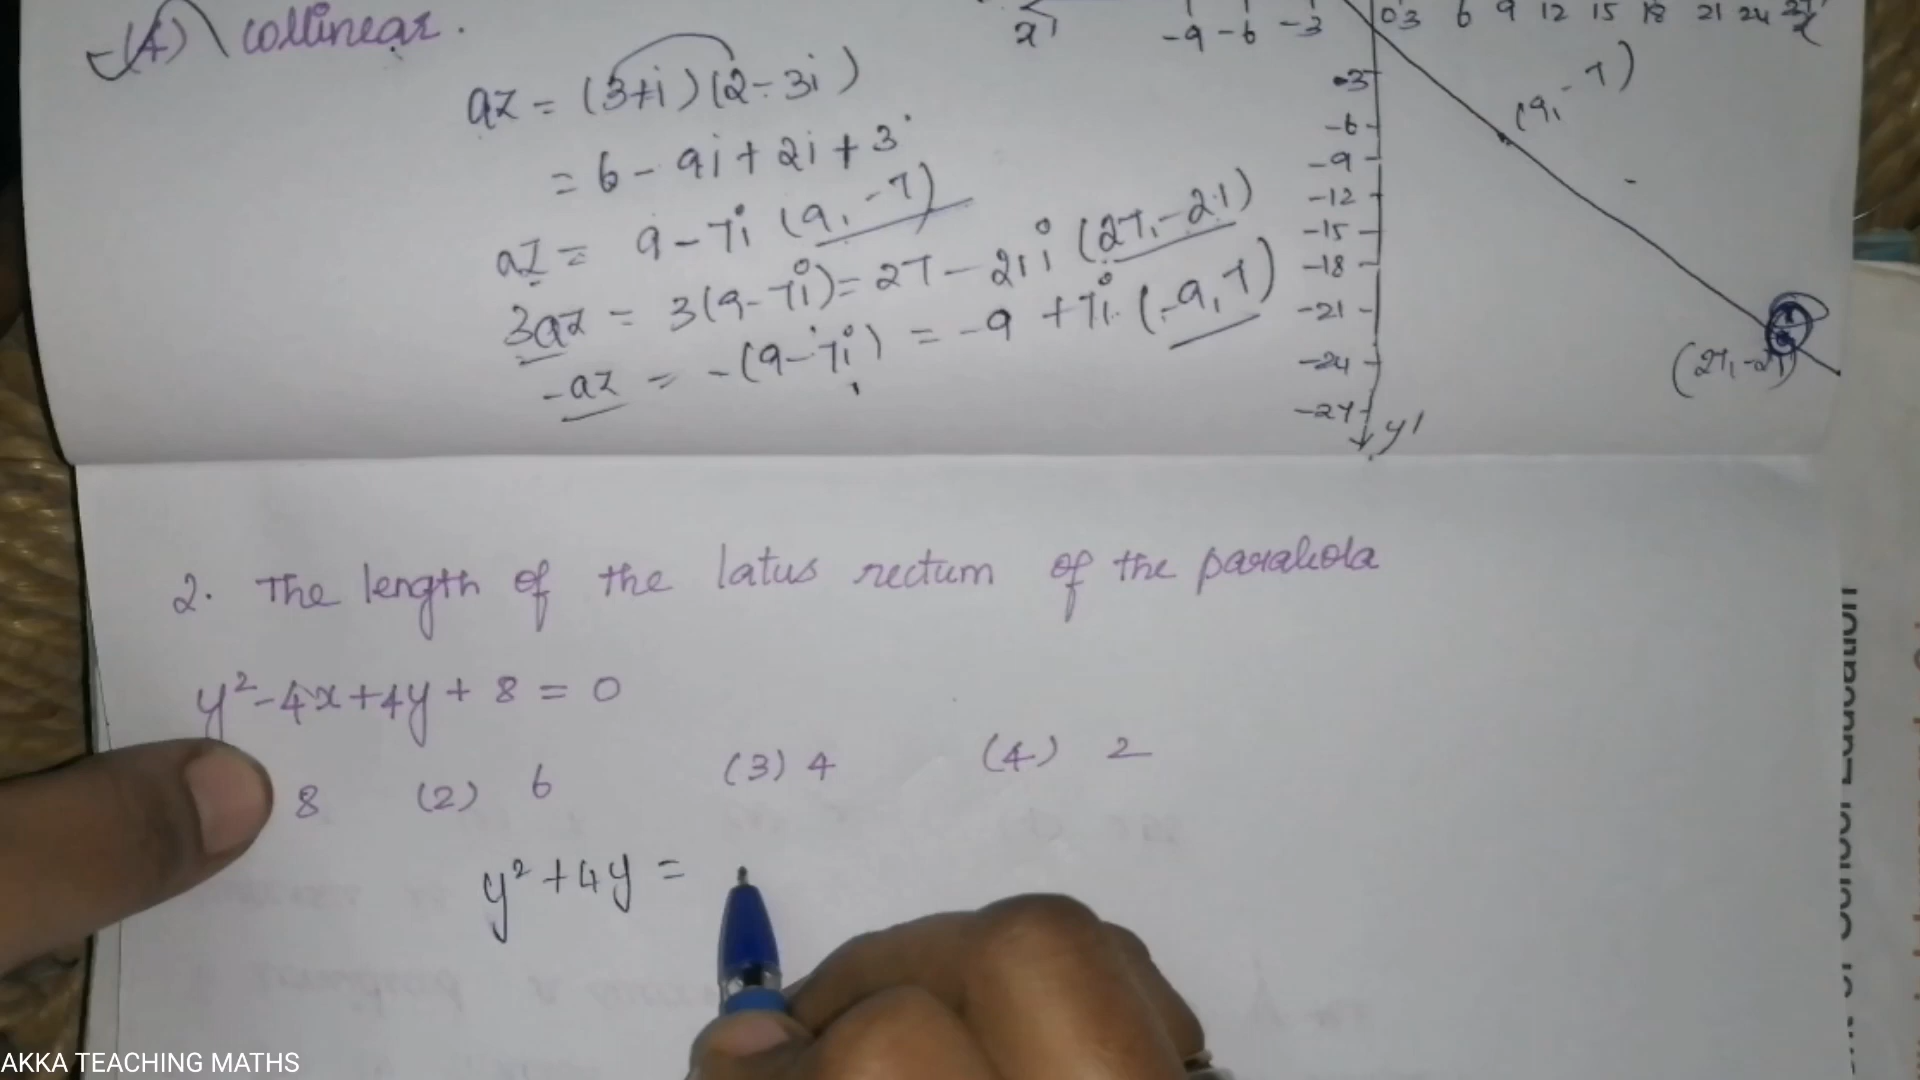 (4) collinear.
az = (3+i)(2-3i)
= 6 - 9i + 2i + 3
az = 9 - 7i (9, -7)
3az = 3(9-7i) = 27 - 21i (27, -21)
-az = -(9-7i) = -9 + 7i (-9, 7)
x' -9 -6 -3 0 3 6 9 12 15 18 21 24 27
-3
-6
-9
-12
-15
-18
-21
-24
-27
y'
(9, -7)
(27, -21)
2. The length of the latus rectum of the parabola
y² - 4x + 4y + 8 = 0
8 (2) 6 (3) 4 (4) 2
y² + 4y =
of School Education
AKKA TEACHING MATHS